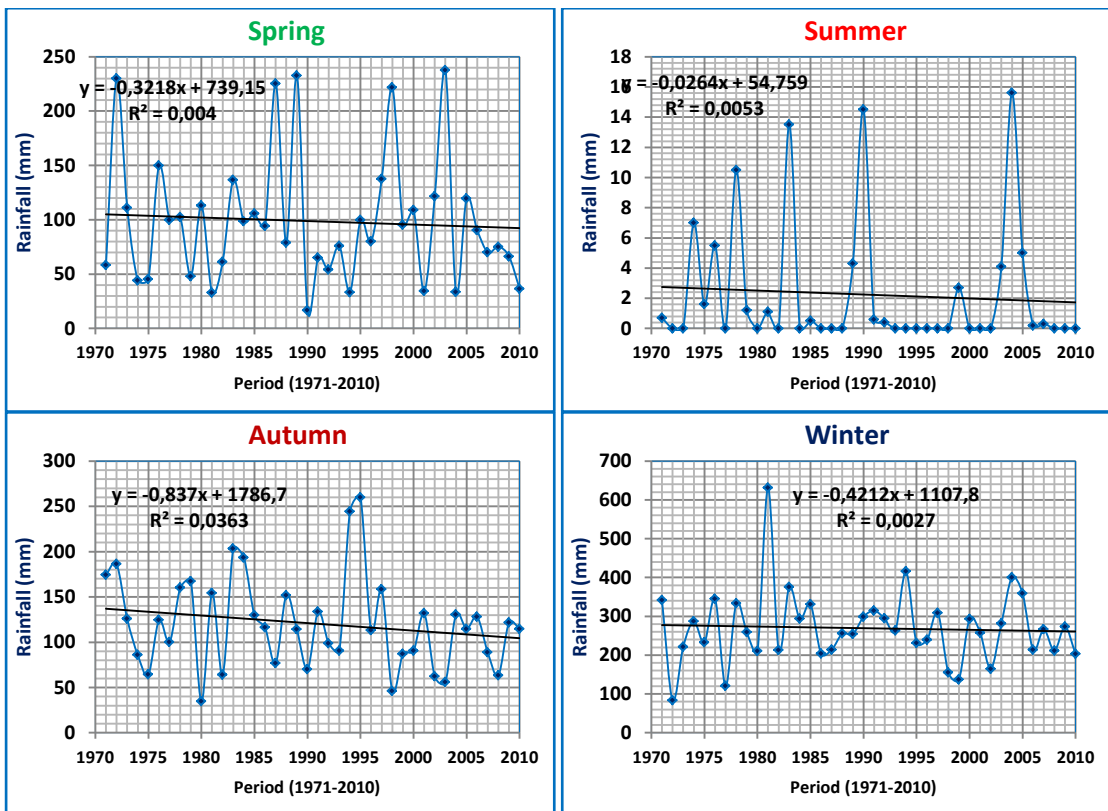 Spring
250
200
150
100
50
0
y = -0,3218x + 739,15
R² = 0,004
Rainfall (mm)
1970 1975 1980 1985 1990 1995 2000 2005 2010
Period (1971-2010)
Summer
18
16
14
12
10
8
6
4
2
0
y = -0,0264x + 54,759
R² = 0,0053
Rainfall (mm)
1970 1975 1980 1985 1990 1995 2000 2005 2010
Period (1971-2010)
Autumn
300
250
200
150
100
50
0
y = -0,837x + 1786,7
R² = 0,0363
Rainfall (mm)
1970 1975 1980 1985 1990 1995 2000 2005 2010
Period (1971-2010)
Winter
700
600
500
400
300
200
100
0
y = -0,4212x + 1107,8
R² = 0,0027
Rainfall (mm)
1970 1975 1980 1985 1990 1995 2000 2005 2010
Period (1971-2010)